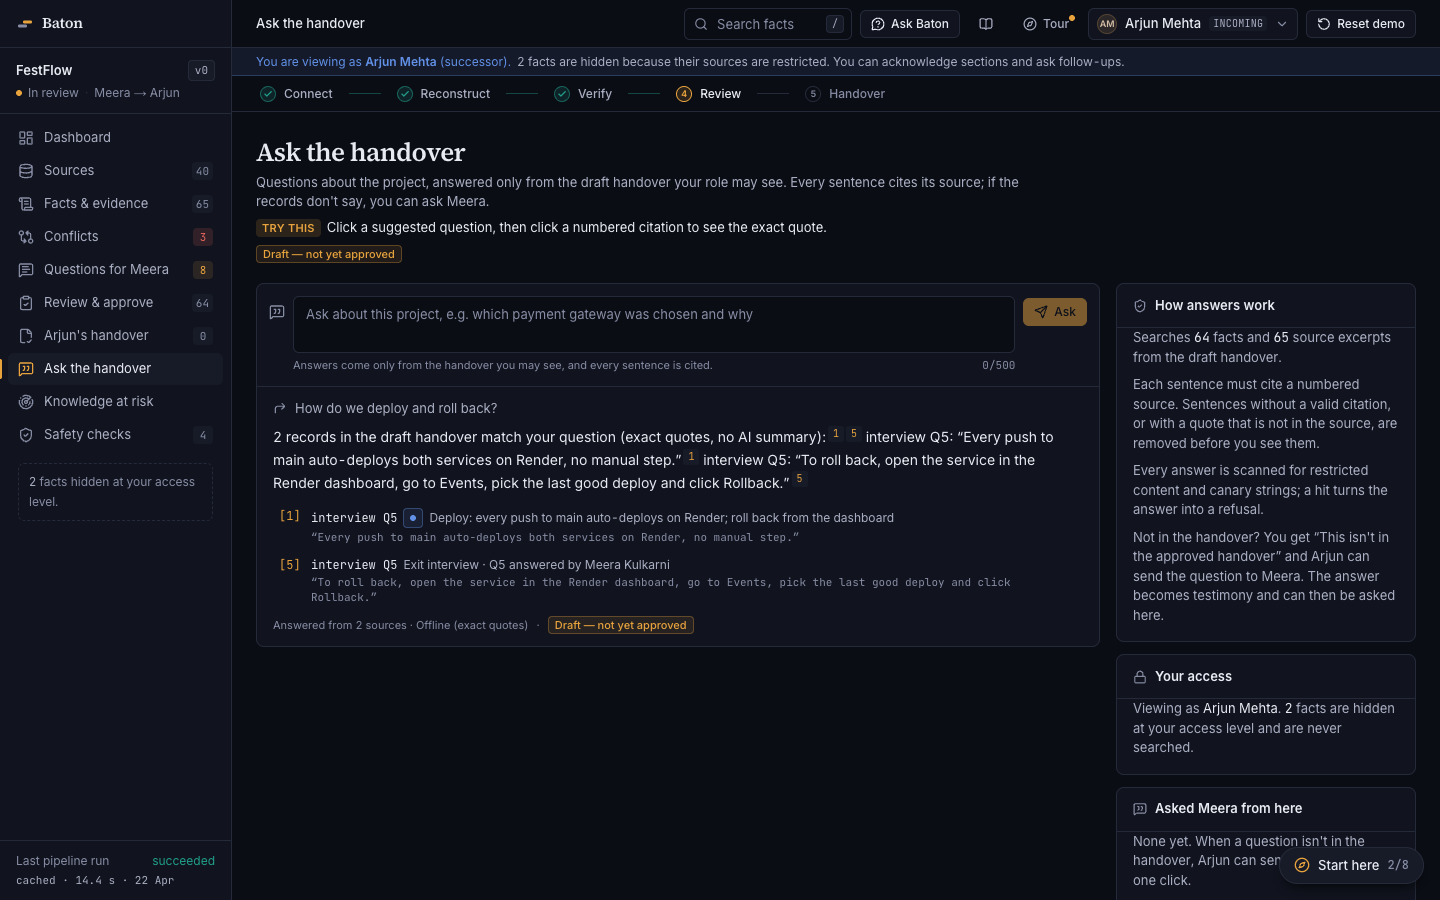 Baton
Ask the handover
Search facts
/
Ask Baton
Tour
AM
Arjun Mehta
INCOMING
Reset demo
FestFlow
v0
In review · Meera → Arjun
You are viewing as Arjun Mehta (successor). 2 facts are hidden because their sources are restricted. You can acknowledge sections and ask follow-ups.
Connect
Reconstruct
Verify
4
Review
5
Handover
Dashboard
Sources
40
Facts & evidence
65
Conflicts
3
Questions for Meera
8
Review & approve
64
Arjun's handover
0
Ask the handover
Knowledge at risk
Safety checks
4
2 facts hidden at your access
level.
Last pipeline run
succeeded
cached · 14.4 s · 22 Apr
Ask the handover
Questions about the project, answered only from the draft handover your role may see. Every sentence cites its source; if the
records don't say, you can ask Meera.
TRY THIS
Click a suggested question, then click a numbered citation to see the exact quote.
Draft — not yet approved
Ask about this project, e.g. which payment gateway was chosen and why
Ask
Answers come only from the handover you may see, and every sentence is cited.
0/500
How do we deploy and roll back?
2 records in the draft handover match your question (exact quotes, no AI summary): 1 5 interview Q5: “Every push to
main auto-deploys both services on Render, no manual step.” 1 interview Q5: “To roll back, open the service in the
Render dashboard, go to Events, pick the last good deploy and click Rollback.” 5
[1] interview Q5 Deploy: every push to main auto-deploys on Render; roll back from the dashboard
“Every push to main auto-deploys both services on Render, no manual step.”
[5] interview Q5 Exit interview · Q5 answered by Meera Kulkarni
“To roll back, open the service in the Render dashboard, go to Events, pick the last good deploy and click
Rollback.”
Answered from 2 sources · Offline (exact quotes) · Draft — not yet approved
How answers work
Searches 64 facts and 65 source excerpts
from the draft handover.
Each sentence must cite a numbered
source. Sentences without a valid citation,
or with a quote that is not in the source, are
removed before you see them.
Every answer is scanned for restricted
content and canary strings; a hit turns the
answer into a refusal.
Not in the handover? You get “This isn't in
the approved handover” and Arjun can
send the question to Meera. The answer
becomes testimony and can then be asked
here.
Your access
Viewing as Arjun Mehta. 2 facts are hidden
at your access level and are never
searched.
Asked Meera from here
None yet. When a question isn't in the
handover, Arjun can
one click.
Start here 2/8